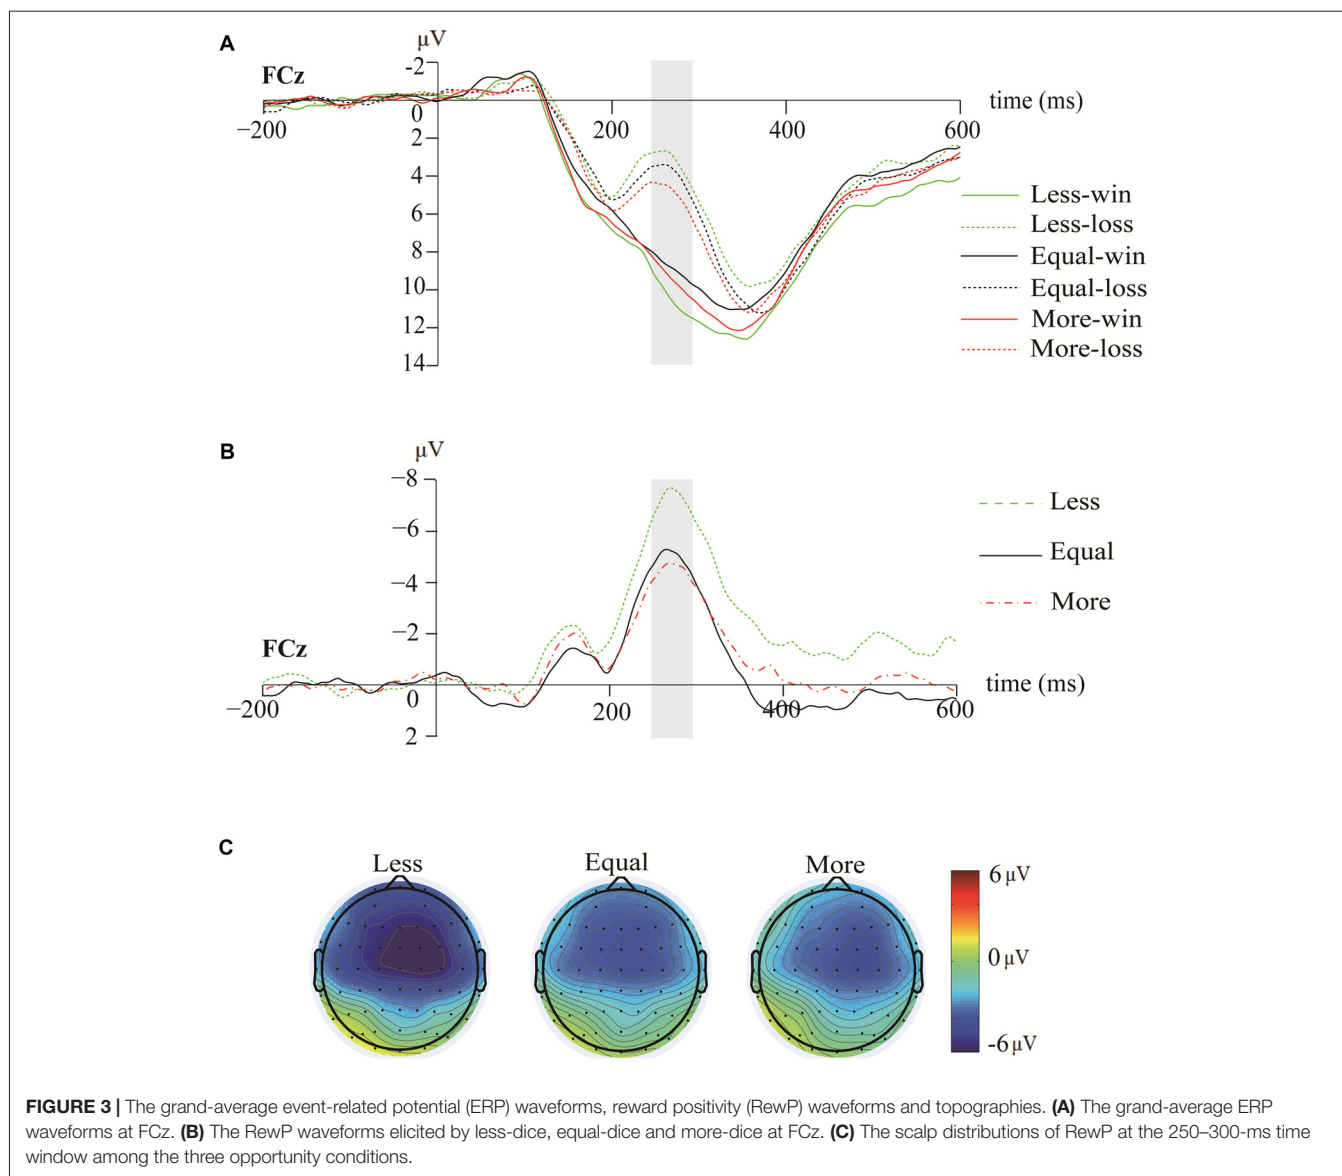 A
µV
FCz
-2
0
2
4
6
8
10
12
14
−200
200
400
600
time (ms)
Less-win
Less-loss
Equal-win
Equal-loss
More-win
More-loss
B
µV
−8
−6
−4
−2
0
2
FCz
−200
200
400
600
time (ms)
Less
Equal
More
C
Less
Equal
More
6 µV
0 µV
-6 µV
FIGURE 3 | The grand-average event-related potential (ERP) waveforms, reward positivity (RewP) waveforms and topographies. (A) The grand-average ERP
waveforms at FCz. (B) The RewP waveforms elicited by less-dice, equal-dice and more-dice at FCz. (C) The scalp distributions of RewP at the 250–300-ms time
window among the three opportunity conditions.